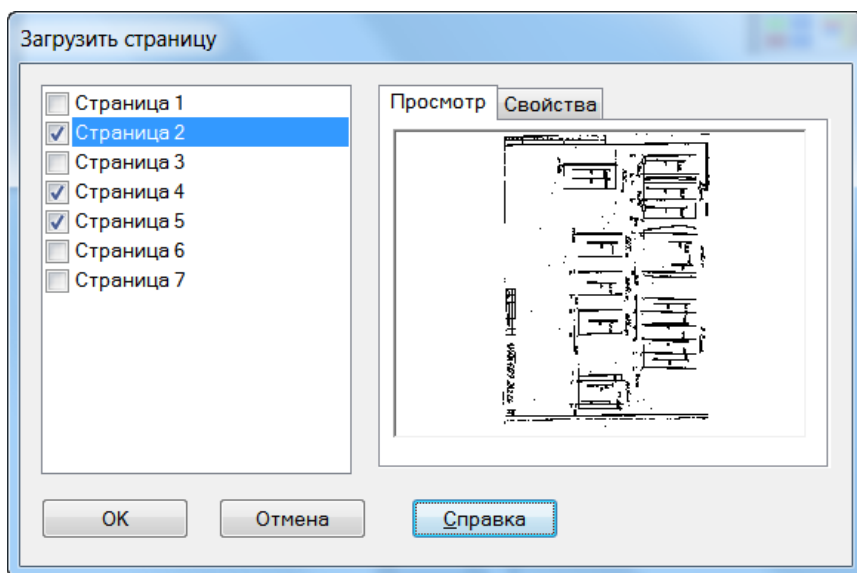 Загрузить страницу
Страница 1
Страница 2
Страница 3
Страница 4
Страница 5
Страница 6
Страница 7
Просмотр
Свойства
OK
Отмена
Справка